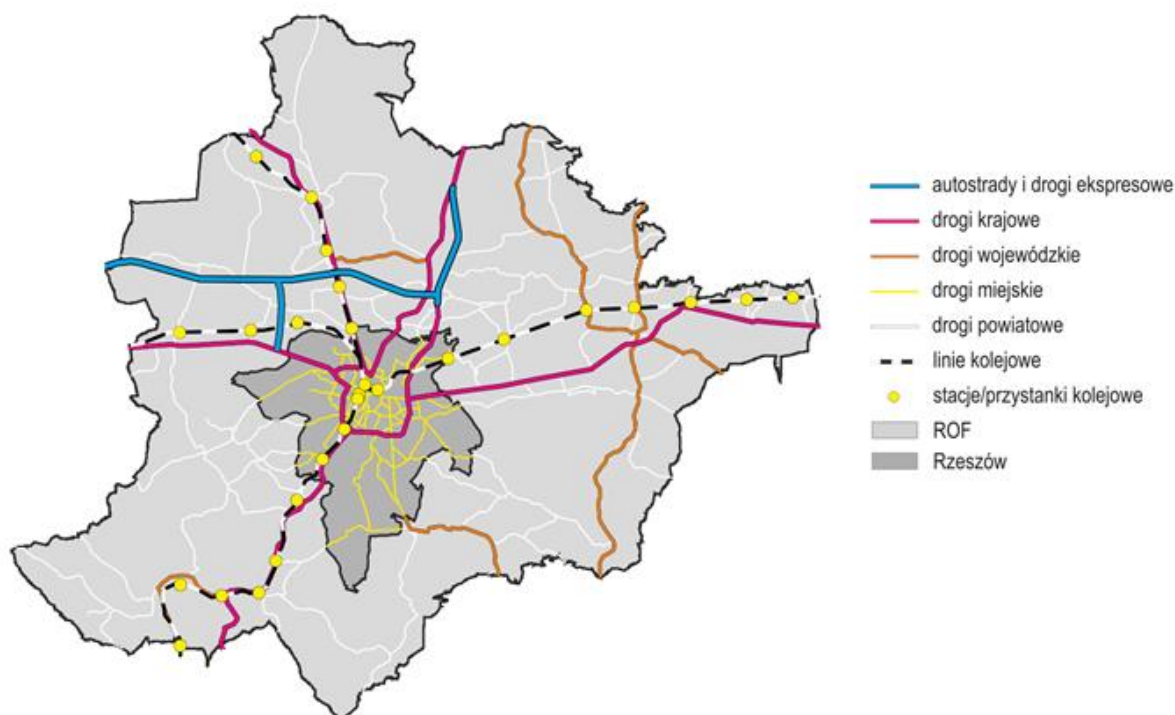 autostrady i drogi ekspresowe
drogi krajowe
drogi wojewódzkie
drogi miejskie
drogi powiatowe
linie kolejowe
stacje/przystanki kolejowe
ROF
Rzeszów